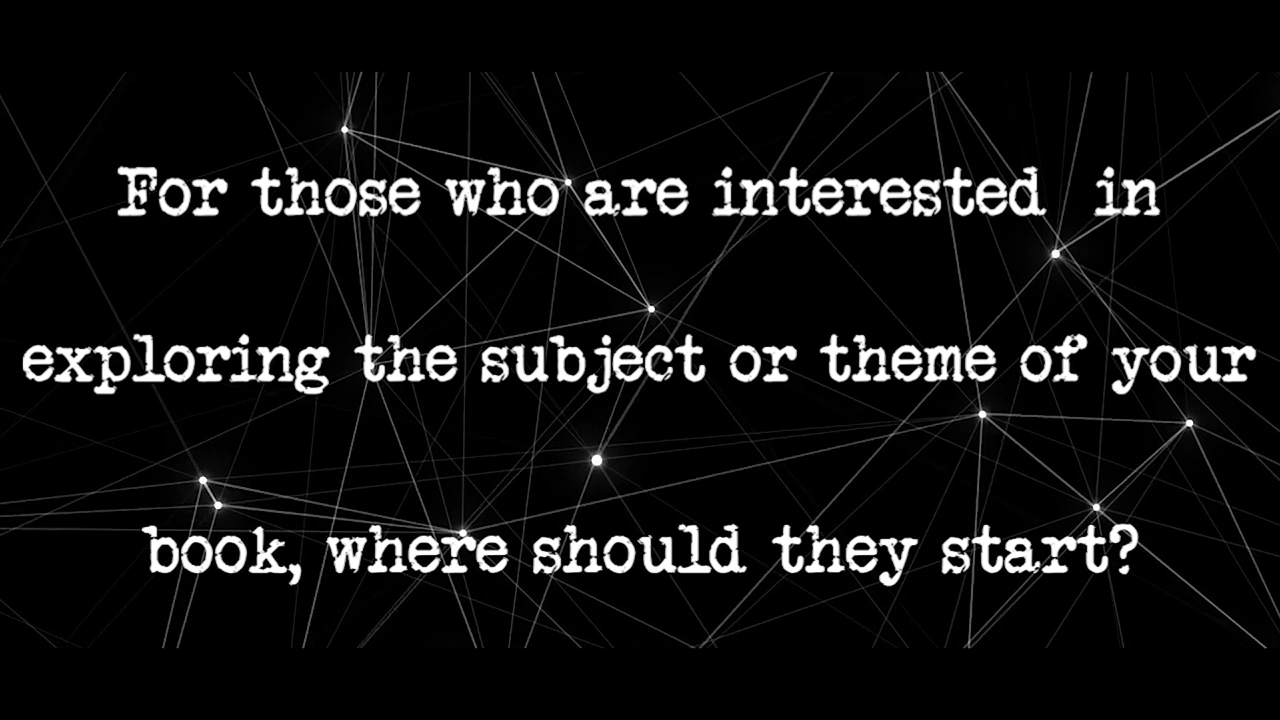 For those who are interested in
exploring the subject or theme of your
book, where should they start?